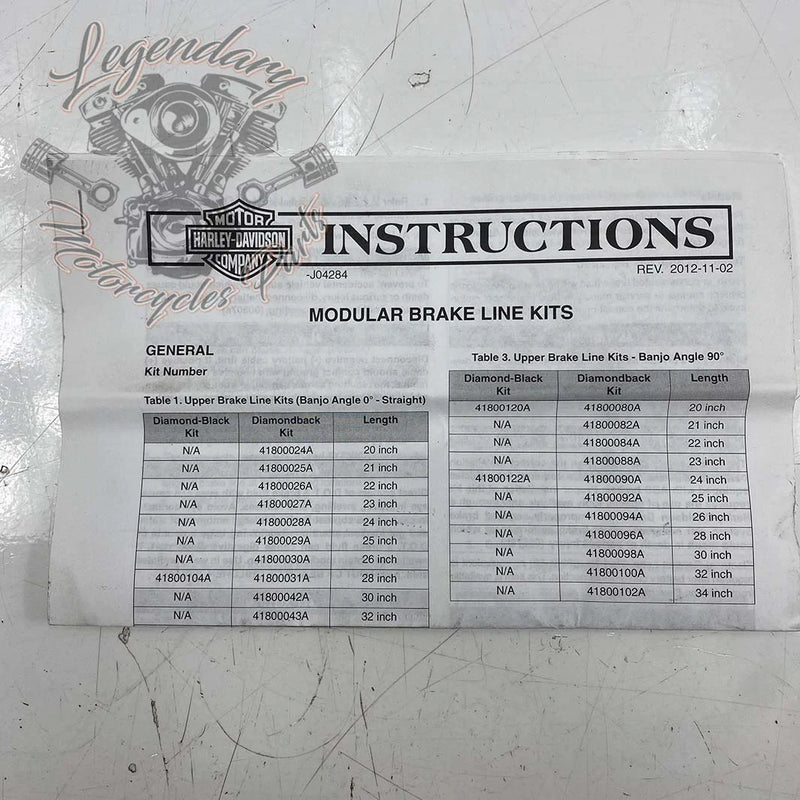 Legendary
Motorcycles Parts
MOTOR
HARLEY-DAVIDSON
COMPANY
INSTRUCTIONS
-J04284
REV. 2012-11-02
MODULAR BRAKE LINE KITS
GENERAL
Kit Number
Table 1. Upper Brake Line Kits (Banjo Angle 0° - Straight)
Diamond-Black Kit Diamondback Kit Length
N/A 41800024A 20 inch
N/A 41800025A 21 inch
N/A 41800026A 22 inch
N/A 41800027A 23 inch
N/A 41800028A 24 inch
N/A 41800029A 25 inch
N/A 41800030A 26 inch
41800104A 41800031A 28 inch
N/A 41800042A 30 inch
N/A 41800043A 32 inch
Table 3. Upper Brake Line Kits - Banjo Angle 90°
Diamond-Black Kit Diamondback Kit Length
41800120A 41800080A 20 inch
N/A 41800082A 21 inch
N/A 41800084A 22 inch
N/A 41800088A 23 inch
41800122A 41800090A 24 inch
N/A 41800092A 25 inch
N/A 41800094A 26 inch
N/A 41800096A 28 inch
N/A 41800098A 30 inch
N/A 41800100A 32 inch
N/A 41800102A 34 inch